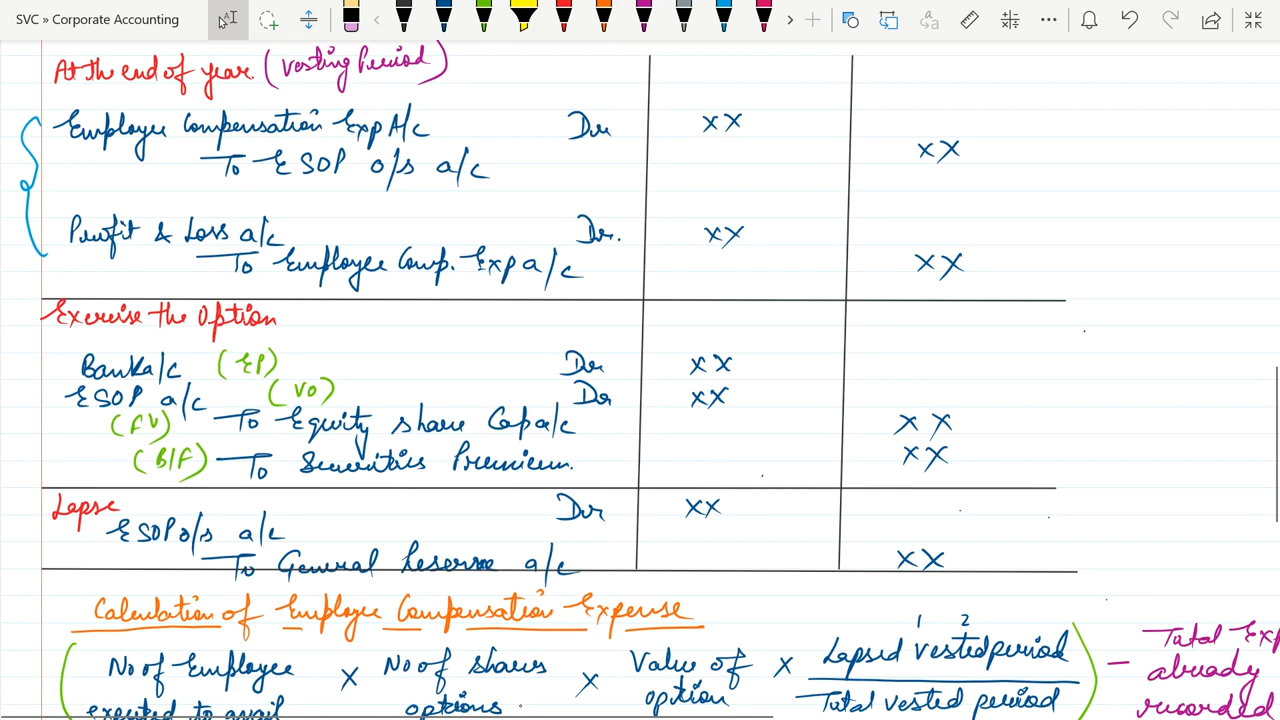 SVC » Corporate Accounting
At the end of year (Vesting Period)
Employee Compensation Exp A/c Dr xx
To ESOP o/s a/c xx
Profit & Loss a/c Dr. xx
To Employee Comp. Exp a/c xx
Exercise the Option
Bank a/c (EP) Dr xx
ESOP a/c (VO) Dr xx
(FV) To Equity share Cap a/c xx
(B/F) To Securities Premium. xx
Lapse Dr xx
ESOP o/s a/c
To General Reserve a/c xx
Calculation of Employee Compensation Expense
1 2
(No of Employee expected to avail × No of shares options × Value of option × Lapsed vested period / Total vested period) – Total Exp already recorded